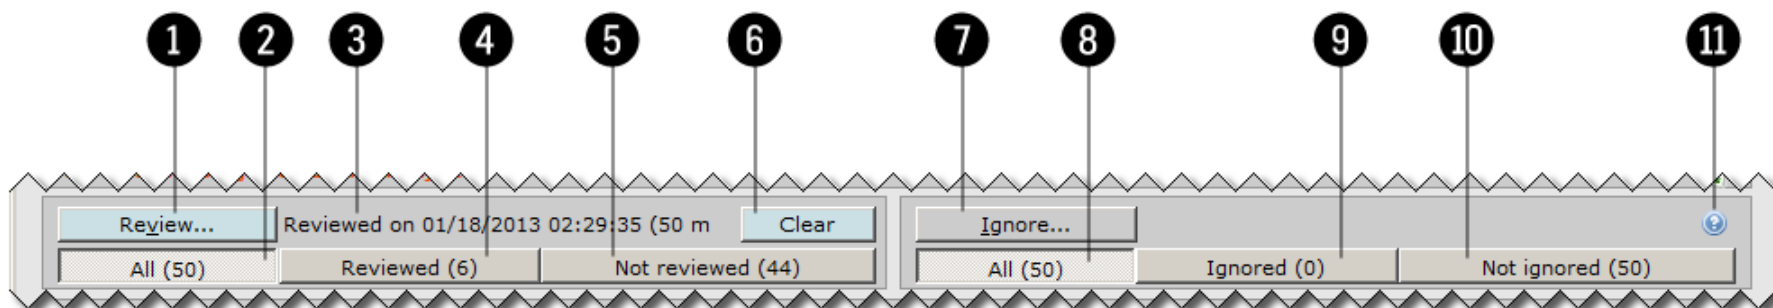 1 2 3 4 5 6 7 8 9 10 11
Review... Reviewed on 01/18/2013 02:29:35 (50 m Clear Ignore... ?
All (50) Reviewed (6) Not reviewed (44) All (50) Ignored (0) Not ignored (50)